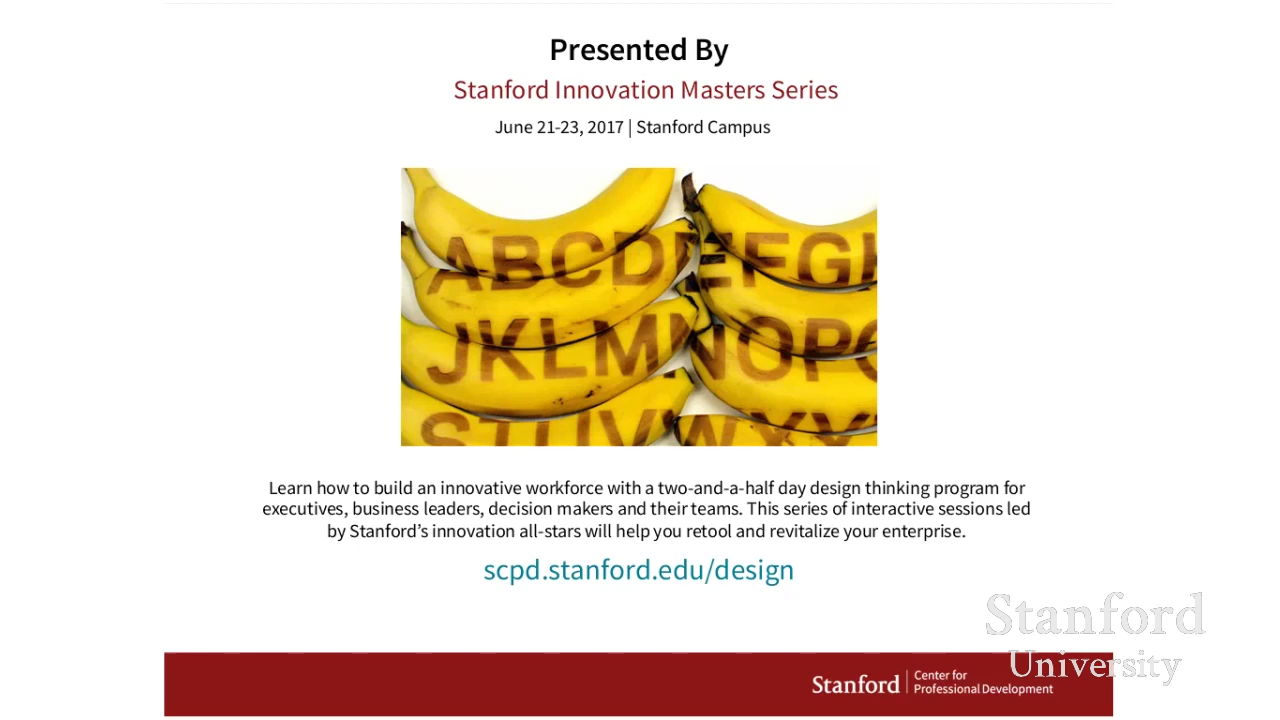 Presented By
Stanford Innovation Masters Series
June 21-23, 2017 | Stanford Campus
ABCDEFGH
JKLMNOPQ
STUVWXY
Learn how to build an innovative workforce with a two-and-a-half day design thinking program for
executives, business leaders, decision makers and their teams. This series of interactive sessions led
by Stanford’s innovation all-stars will help you retool and revitalize your enterprise.
scpd.stanford.edu/design
Stanford
University
Stanford | Center for
Professional Development